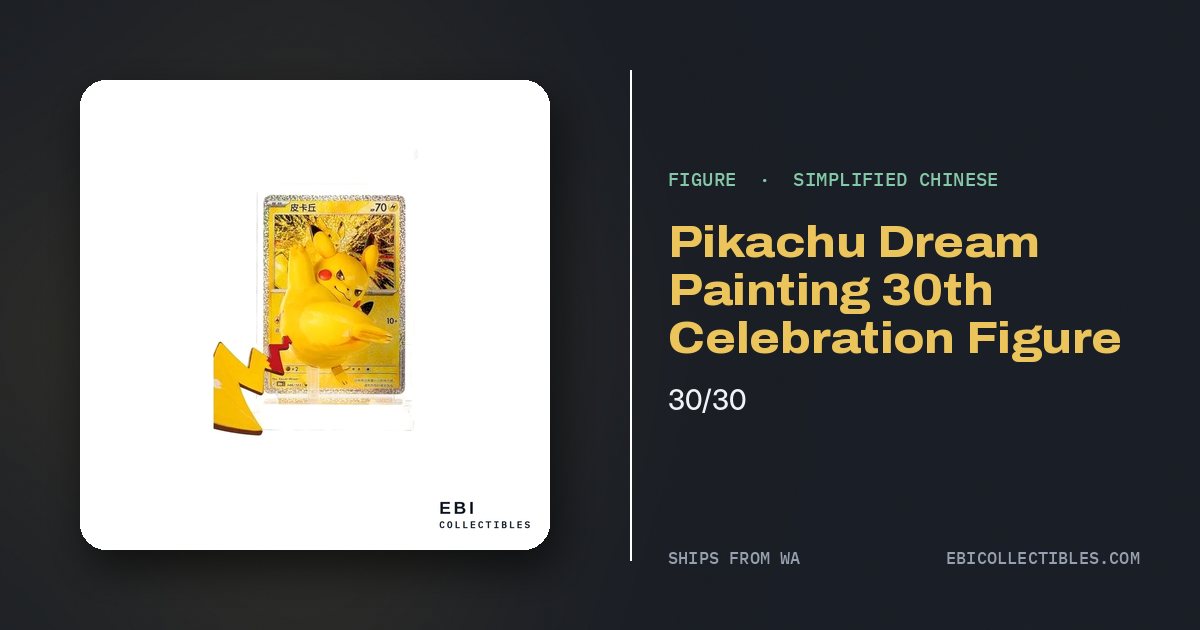 皮卡丘
70
10+
×2
EBI
COLLECTIBLES
FIGURE · SIMPLIFIED CHINESE
Pikachu Dream
Painting 30th
Celebration Figure
30/30
SHIPS FROM WA
EBICOLLECTIBLES.COM